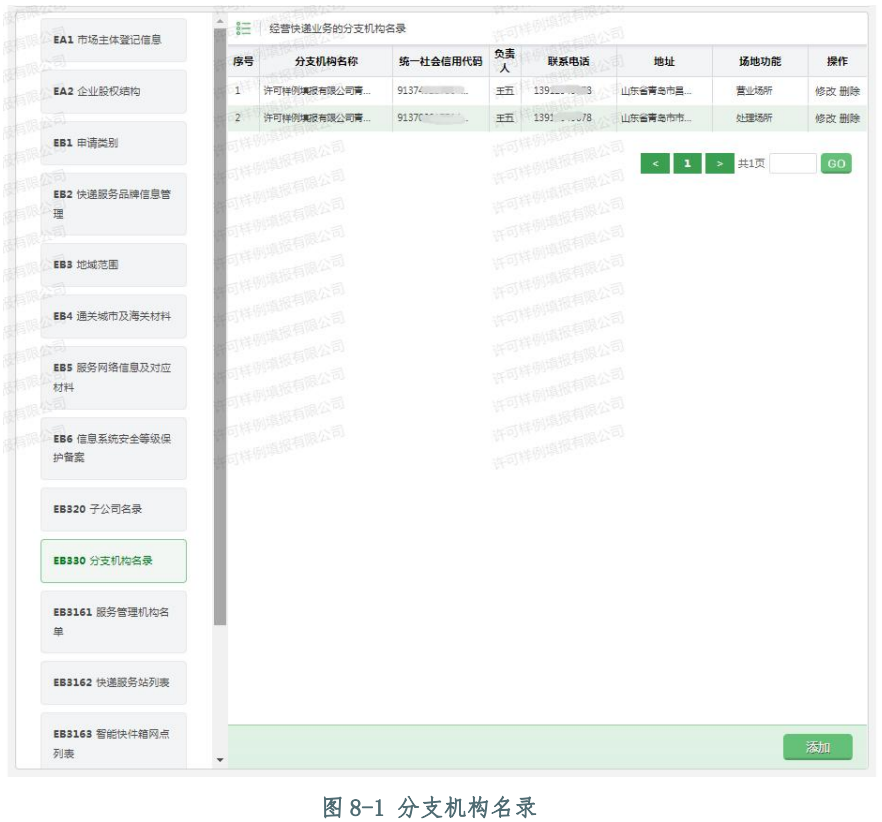 EA1 市场主体登记信息
EA2 企业股权结构
EB1 申请类别
EB2 快递服务品牌信息管
理
EB3 地域范围
EB4 通关城市及海关材料
EB5 服务网络信息及对应
材料
EB6 信息系统安全等级保
护备案
EB320 子公司名录
EB330 分支机构名录
EB3161 服务管理机构名
单
EB3162 快递服务站列表
EB3163 智能快件箱网点
列表
经营快递业务的分支机构名录
序号 分支机构名称 统一社会信用代码 负责人 联系电话 地址 场地功能 操作
1 许可样例填报有限公司青... 9137 王五 山东省青岛市... 营业场所 修改 删除
2 许可样例填报有限公司青... 9137 王五 1391 山东省青岛市市... 处理场所 修改 删除
< 1 > 共1页 GO
添加
许可样例填报有限公司
图 8-1 分支机构名录